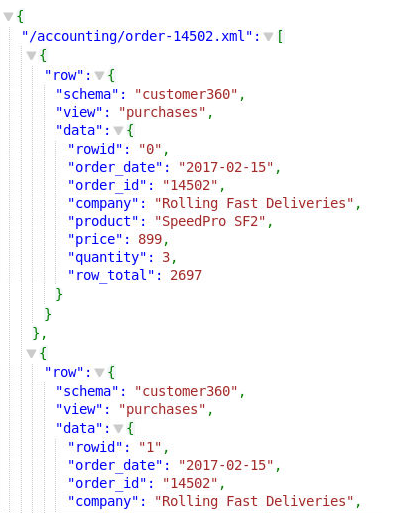 {
"/accounting/order-14502.xml": [
{
"row": {
"schema": "customer360",
"view": "purchases",
"data": {
"rowid": "0",
"order_date": "2017-02-15",
"order_id": "14502",
"company": "Rolling Fast Deliveries",
"product": "SpeedPro SF2",
"price": 899,
"quantity": 3,
"row_total": 2697
}
}
},
{
"row": {
"schema": "customer360",
"view": "purchases",
"data": {
"rowid": "1",
"order_date": "2017-02-15",
"order_id": "14502",
"company": "Rolling Fast Deliveries",